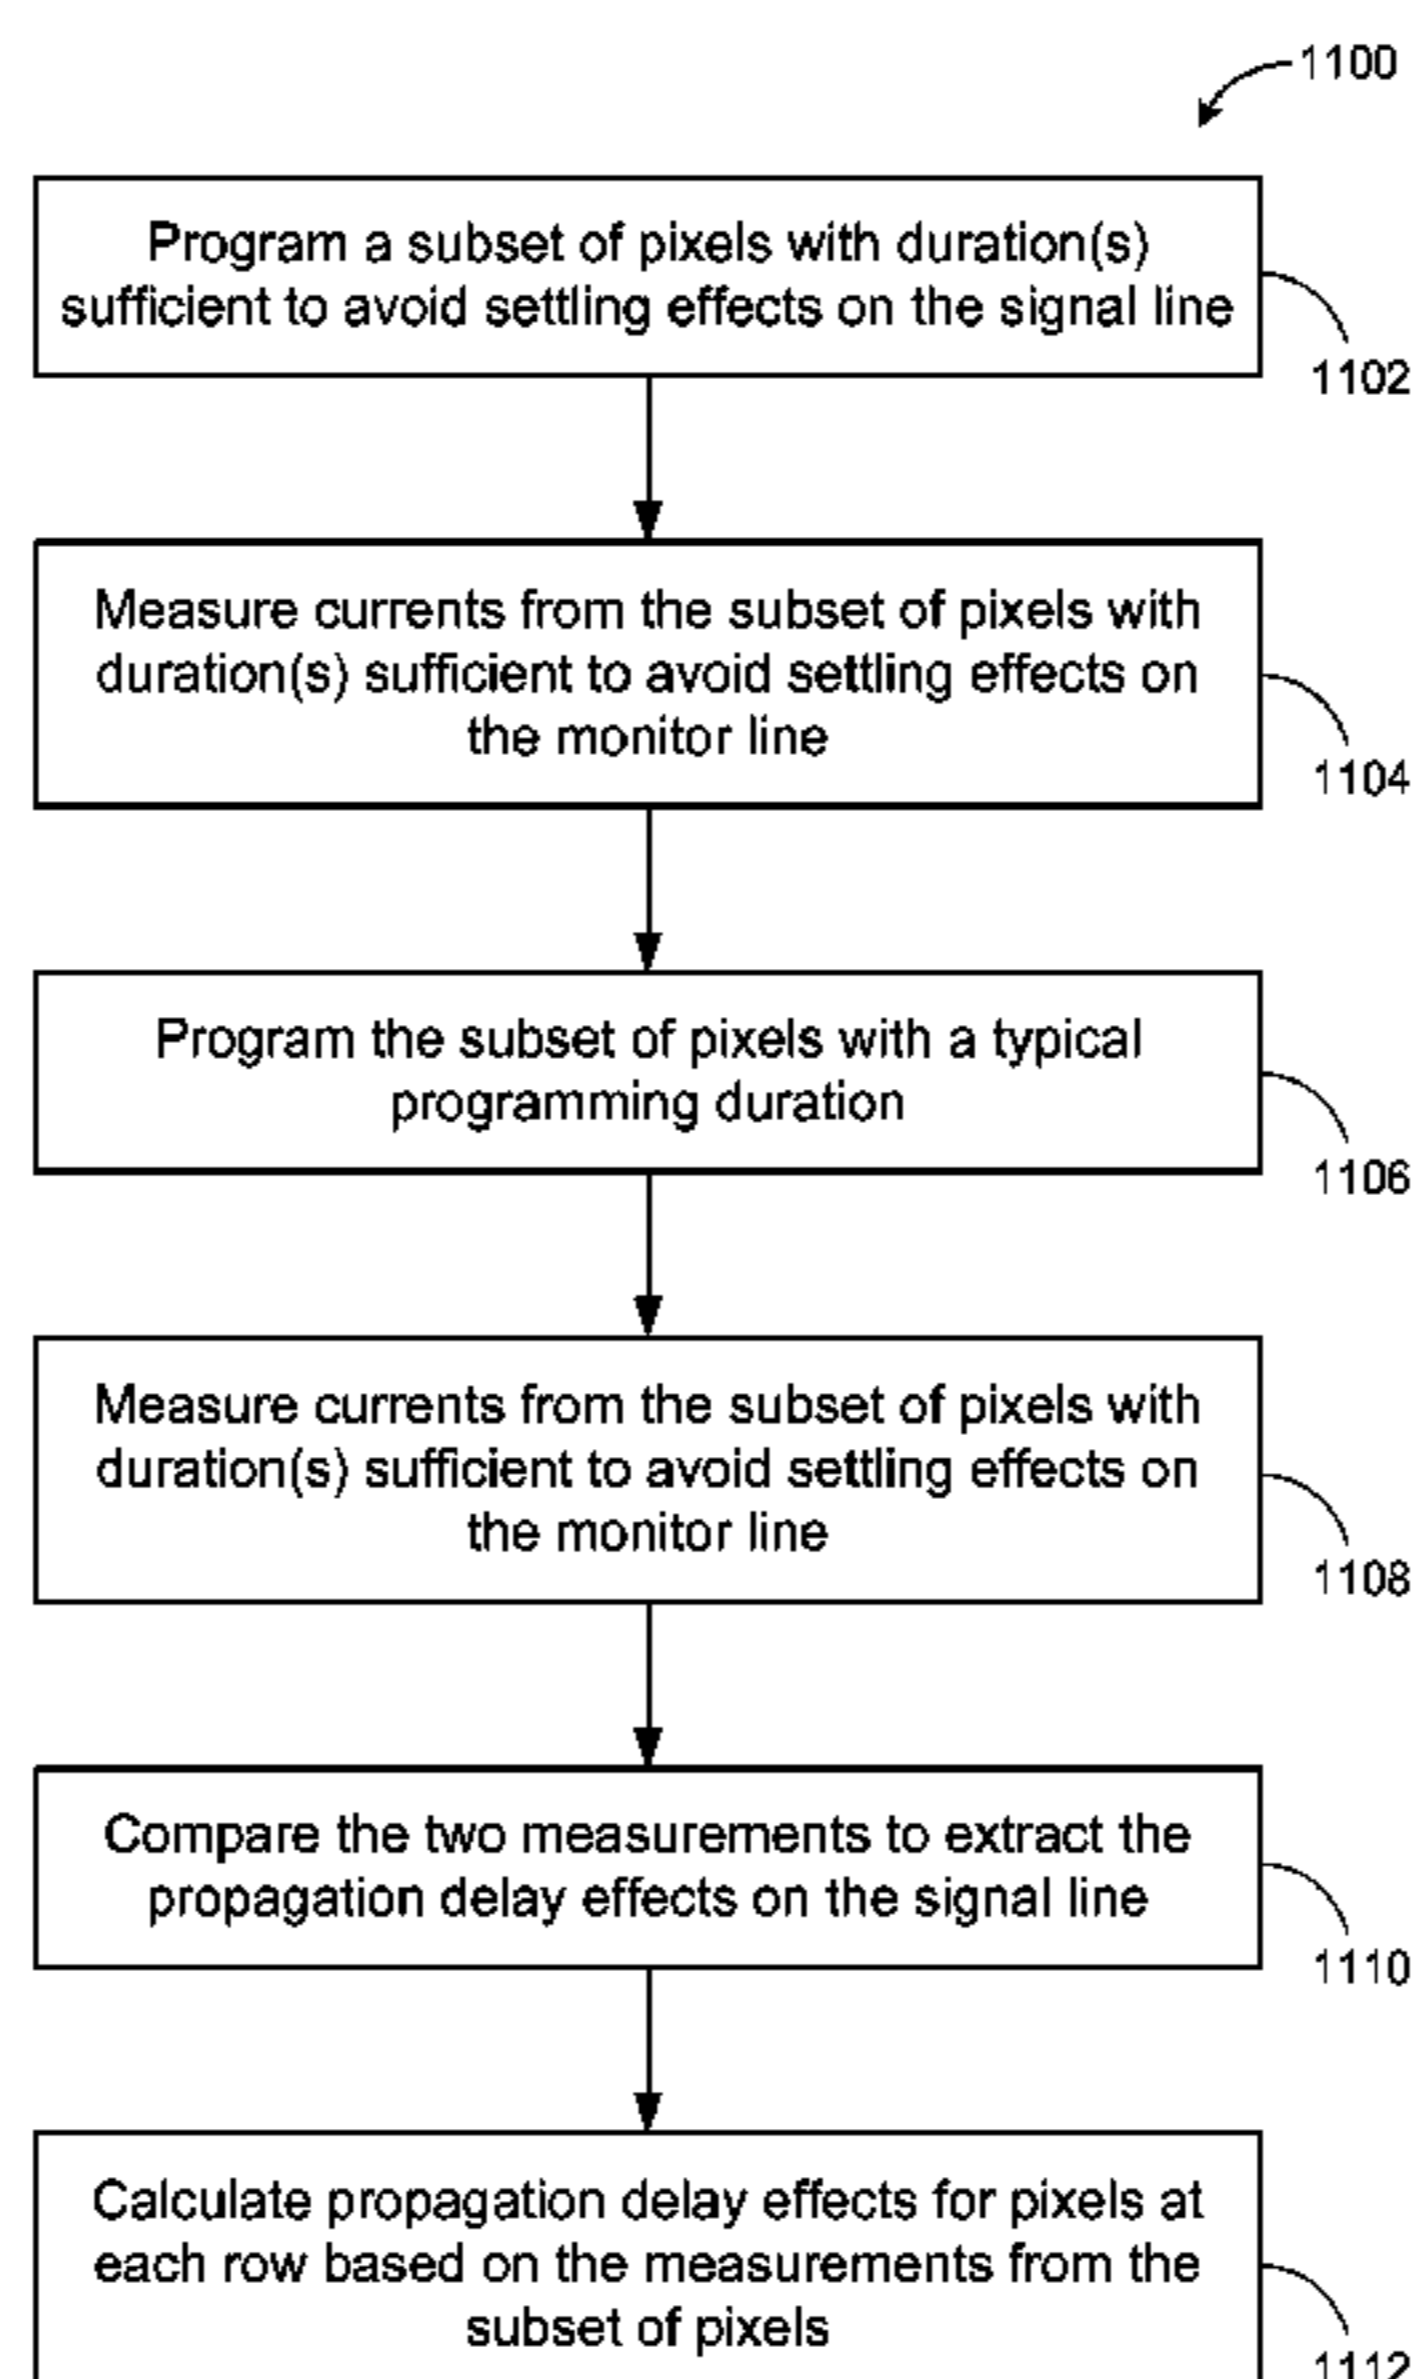 1100
Program a subset of pixels with duration(s)
sufficient to avoid settling effects on the signal line
1102
Measure currents from the subset of pixels with
duration(s) sufficient to avoid settling effects on
the monitor line
1104
Program the subset of pixels with a typical
programming duration
1106
Measure currents from the subset of pixels with
duration(s) sufficient to avoid settling effects on
the monitor line
1108
Compare the two measurements to extract the
propagation delay effects on the signal line
1110
Calculate propagation delay effects for pixels at
each row based on the measurements from the
subset of pixels
1112